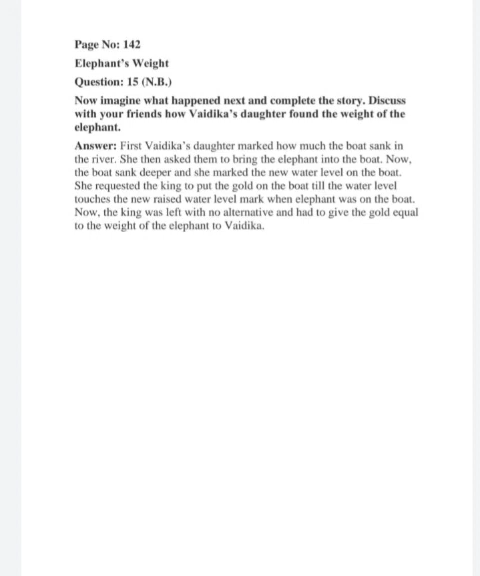 Page No: 142
Elephant's Weight
Question: 15 (N.B.)
Now imagine what happened next and complete the story. Discuss
with your friends how Vaidika's daughter found the weight of the
elephant.
Answer: First Vaidika's daughter marked how much the boat sank in
the river. She then asked them to bring the elephant into the boat. Now,
the boat sank deeper and she marked the new water level on the boat.
She requested the king to put the gold on the boat till the water level
touches the new raised water level mark when elephant was on the boat.
Now, the king was left with no alternative and had to give the gold equal
to the weight of the elephant to Vaidika.